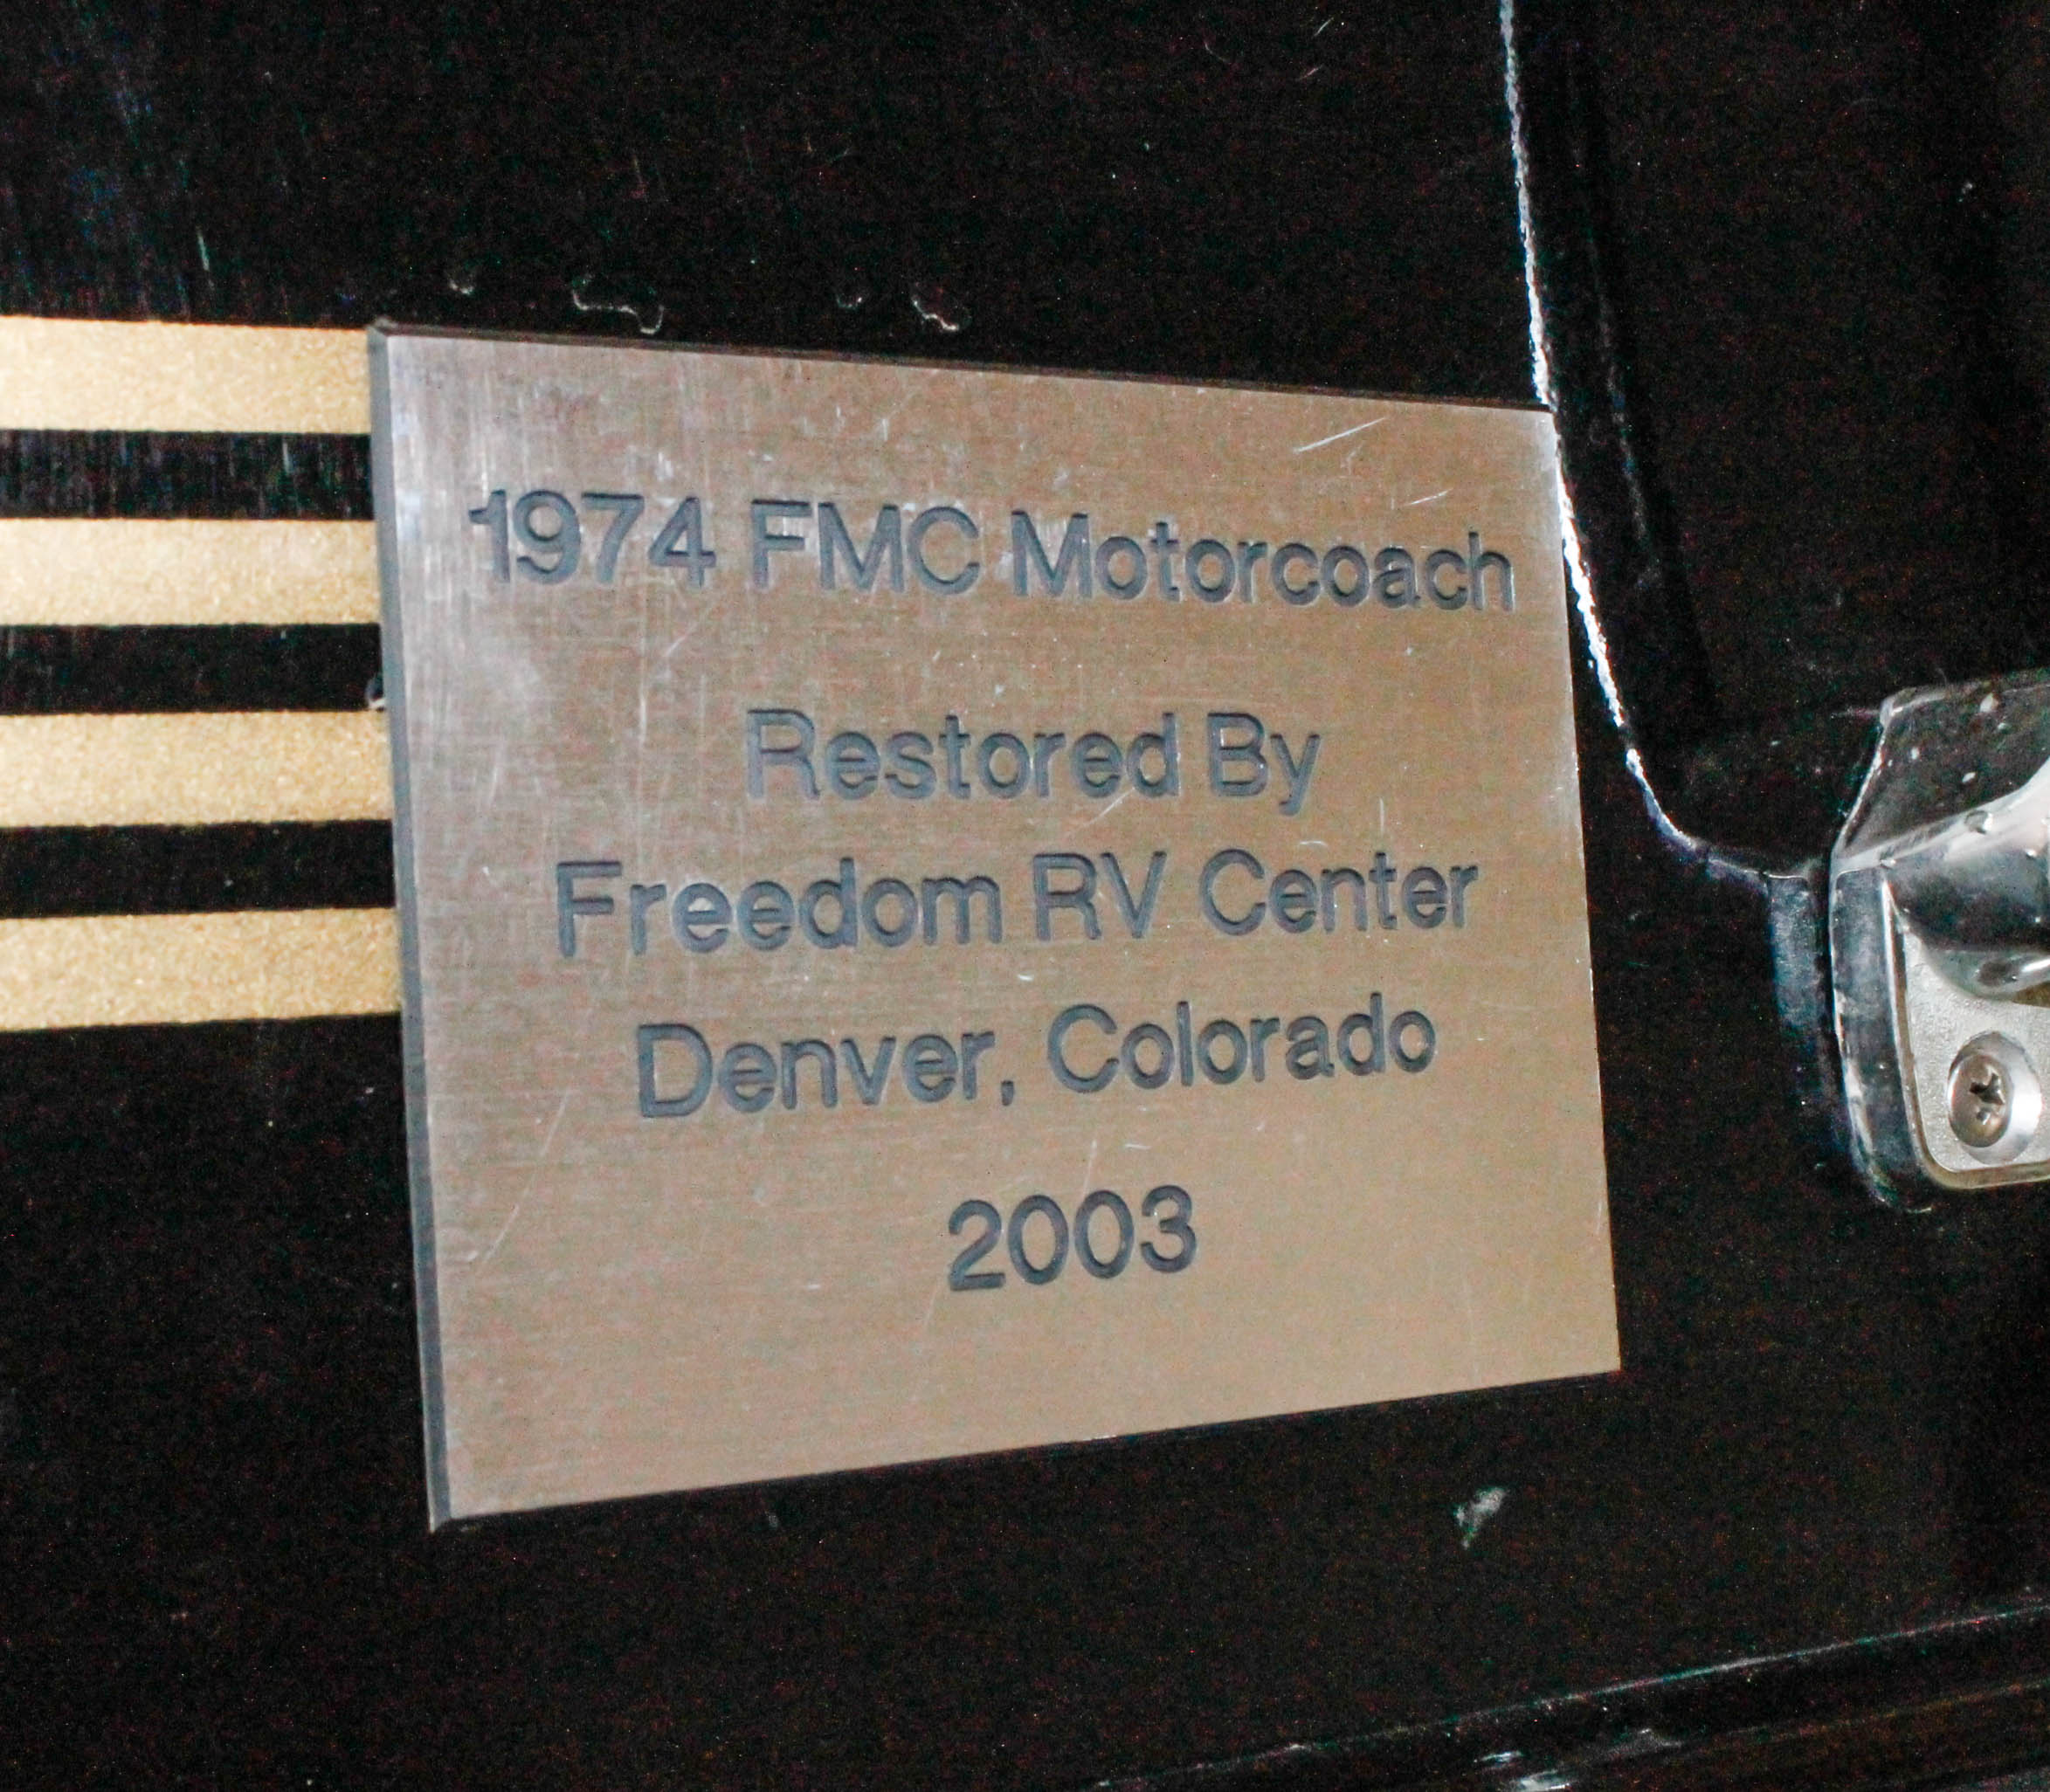 1974 FMC Motorcoach
Restored By
Freedom RV Center
Denver, Colorado
2003